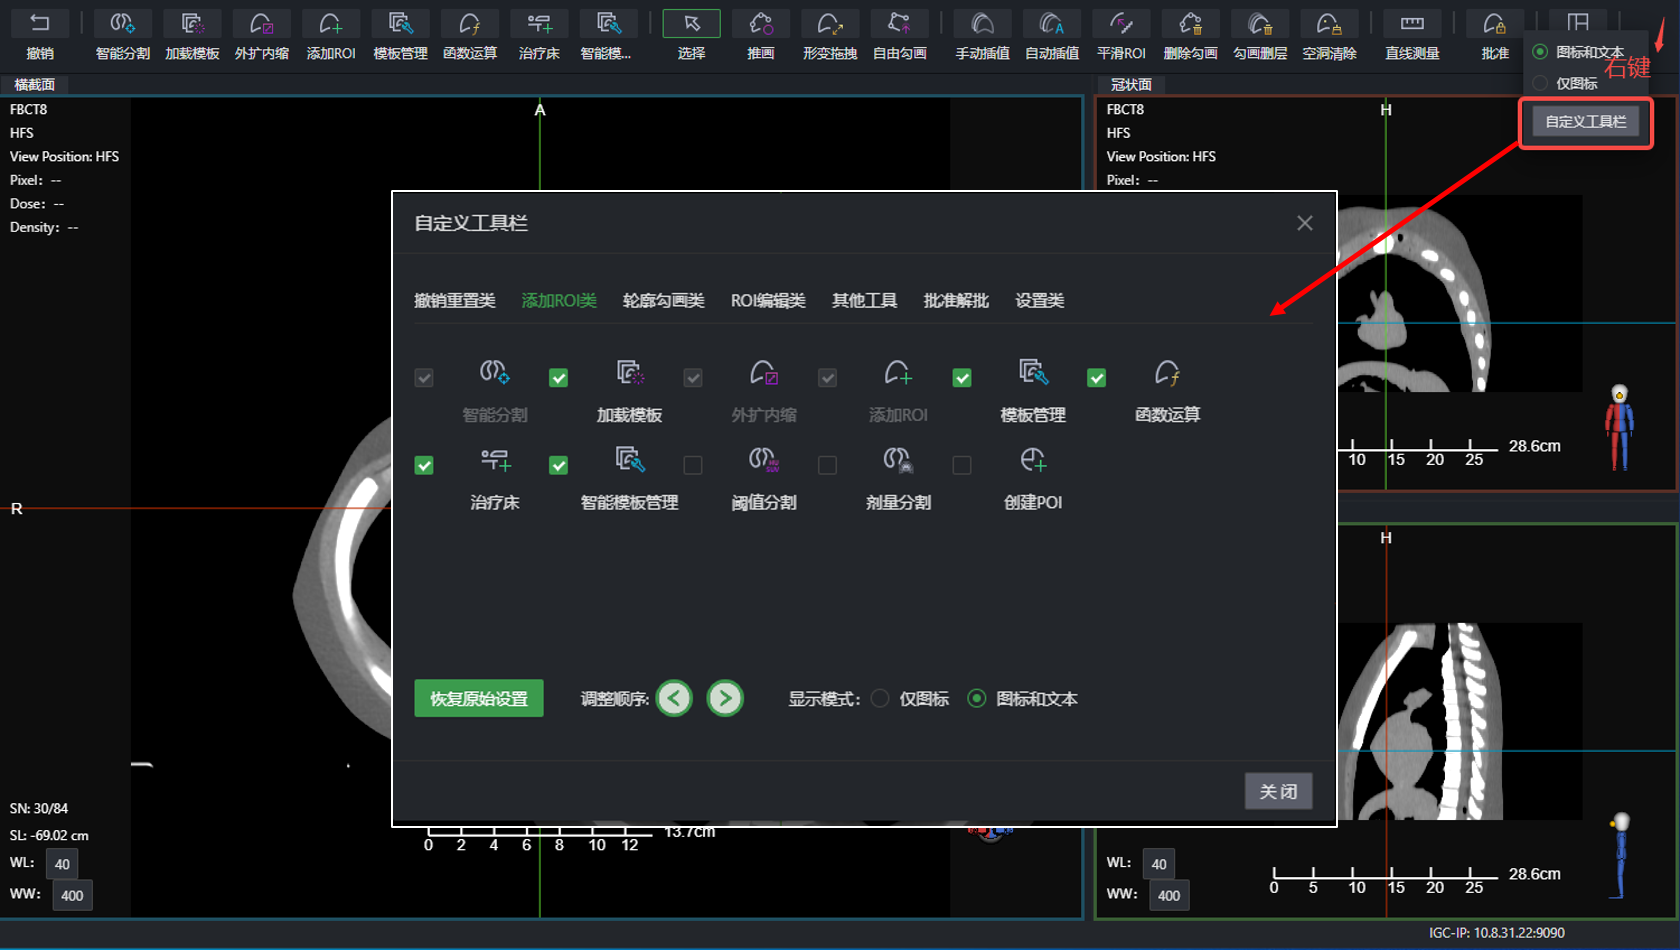 撤销 智能分割 加载模板 外扩内缩 添加ROI 模板管理 函数运算 治疗床 智能模... 选择 推画 形变拖拽 自由勾画 手动插值 自动插值 平滑ROI 删除勾画 勾画删层 空洞清除 直线测量 批准
图标和文本
右键
仅图标
自定义工具栏
横截面
FBCT8
HFS
View Position: HFS
Pixel: --
Dose: --
Density: --
A
R
冠状面
FBCT8
HFS
View Position: HFS
Pixel: --
H
自定义工具栏
撤销重置类 添加ROI类 轮廓勾画类 ROI编辑类 其他工具 批准解批 设置类
智能分割 加载模板 外扩内缩 添加ROI 模板管理 函数运算
治疗床 智能模板管理 阈值分割 剂量分割 创建POI
HU
SUV
恢复原始设置 调整顺序: < > 显示模式: 仅图标 图标和文本
关闭
10 15 20 25 28.6cm
H
SN: 30/84
SL: -69.02 cm
WL: 40
WW: 400
0 2 4 6 8 10 12 13.7cm
WL: 40
WW: 400
0 5 10 15 20 25 28.6cm
IGC-IP: 10.8.31.22:9090